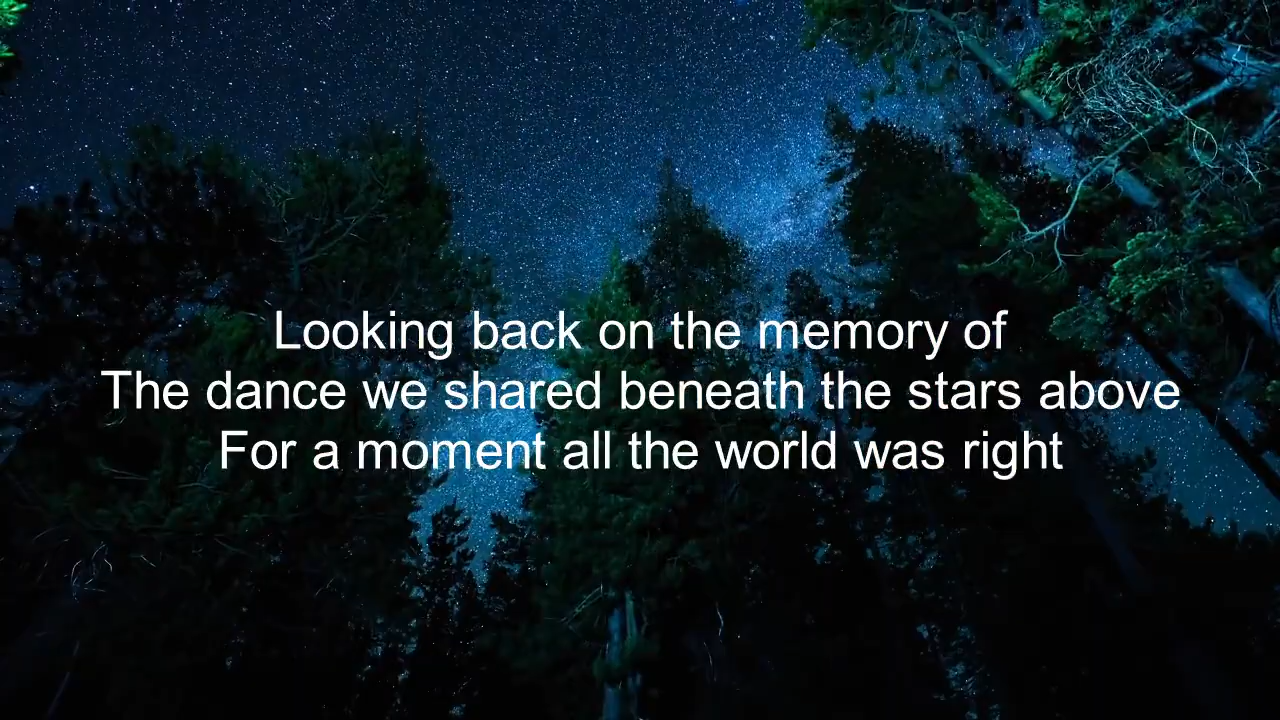 Looking back on the memory of
The dance we shared beneath the stars above
For a moment all the world was right